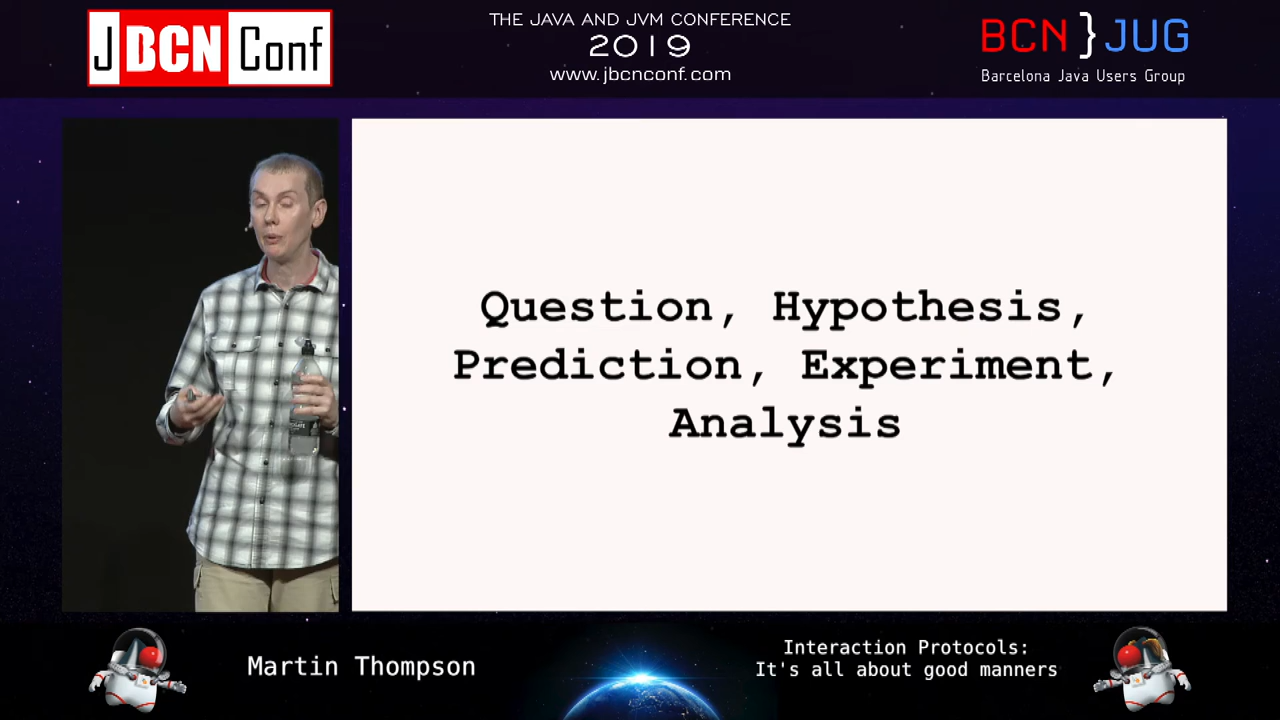 J BCN Conf
THE JAVA AND JVM CONFERENCE
2019
www.jbcnconf.com
BCN } JUG
Barcelona Java Users Group
Question, Hypothesis,
Prediction, Experiment,
Analysis
Martin Thompson
Interaction Protocols:
It's all about good manners